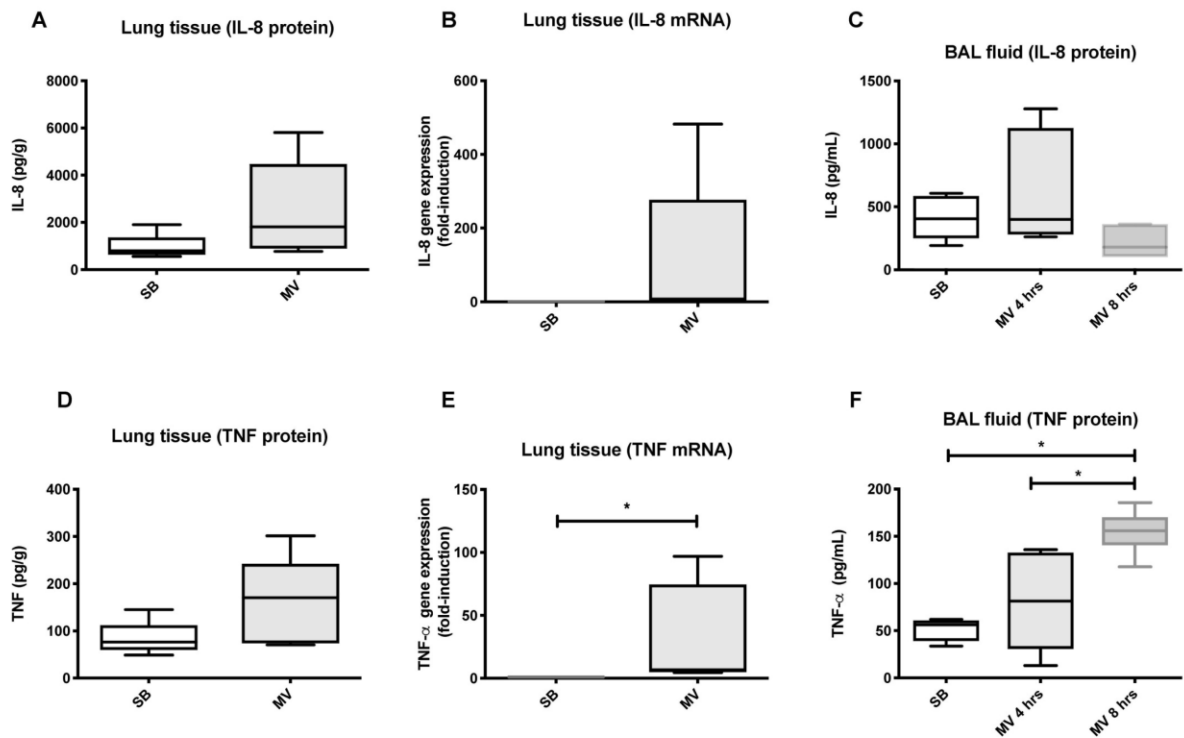 A
Lung tissue (IL-8 protein)
IL-8 (pg/g)
8000
6000
4000
2000
0
SB
MV
B
Lung tissue (IL-8 mRNA)
IL-8 gene expression
(fold-induction)
600
400
200
0
SB
MV
C
BAL fluid (IL-8 protein)
IL-8 (pg/mL)
1500
1000
500
0
SB
MV 4 hrs
MV 8 hrs
D
Lung tissue (TNF protein)
TNF (pg/g)
400
300
200
100
0
SB
MV
E
Lung tissue (TNF mRNA)
TNF-α gene expression
(fold-induction)
150
100
50
0
*
SB
MV
F
BAL fluid (TNF protein)
*
*
TNF-α (pg/mL)
200
150
100
50
0
SB
MV 4 hrs
MV 8 hrs